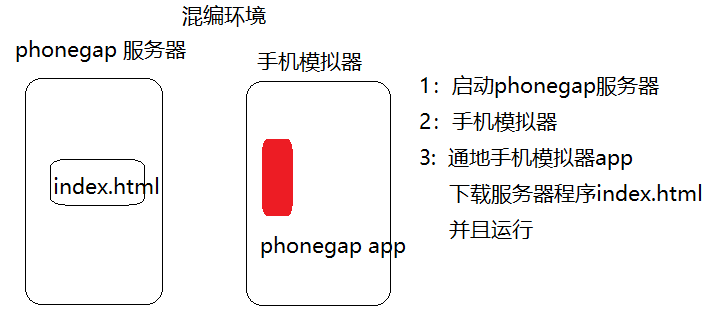 混编环境
phonegap 服务器
手机模拟器
index.html
phonegap app
1：启动phonegap服务器
2：手机模拟器
3: 通地手机模拟器app
下载服务器程序index.html
并且运行